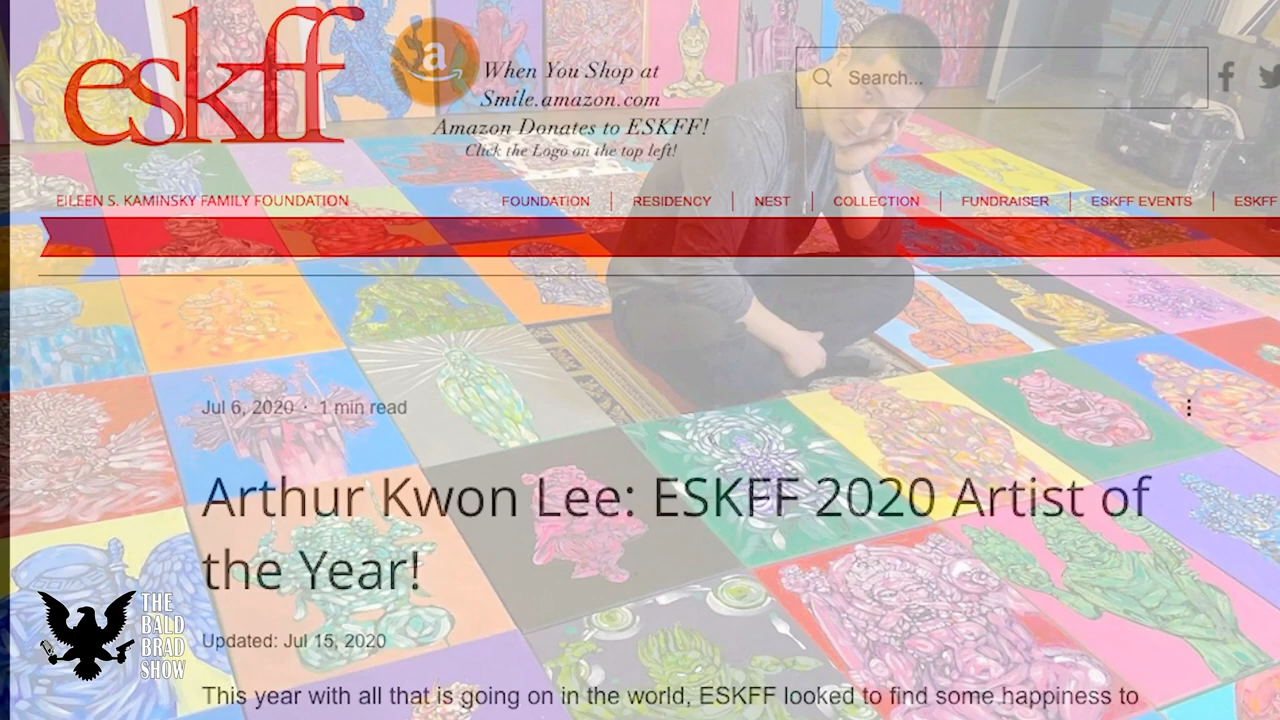 eskff
a
When You Shop at
Smile.amazon.com
Amazon Donates to ESKFF!
Click the Logo on the top left!
Search...
EILEEN S. KAMINSKY FAMILY FOUNDATION
FOUNDATION
RESIDENCY
NEST
COLLECTION
FUNDRAISER
ESKFF EVENTS
ESKFF
Jul 6, 2020 · 1 min read
Arthur Kwon Lee: ESKFF 2020 Artist of
the Year!
THE
BALD
BRAD
SHOW
Updated: Jul 15, 2020
This year with all that is going on in the world, ESKFF looked to find some happiness to